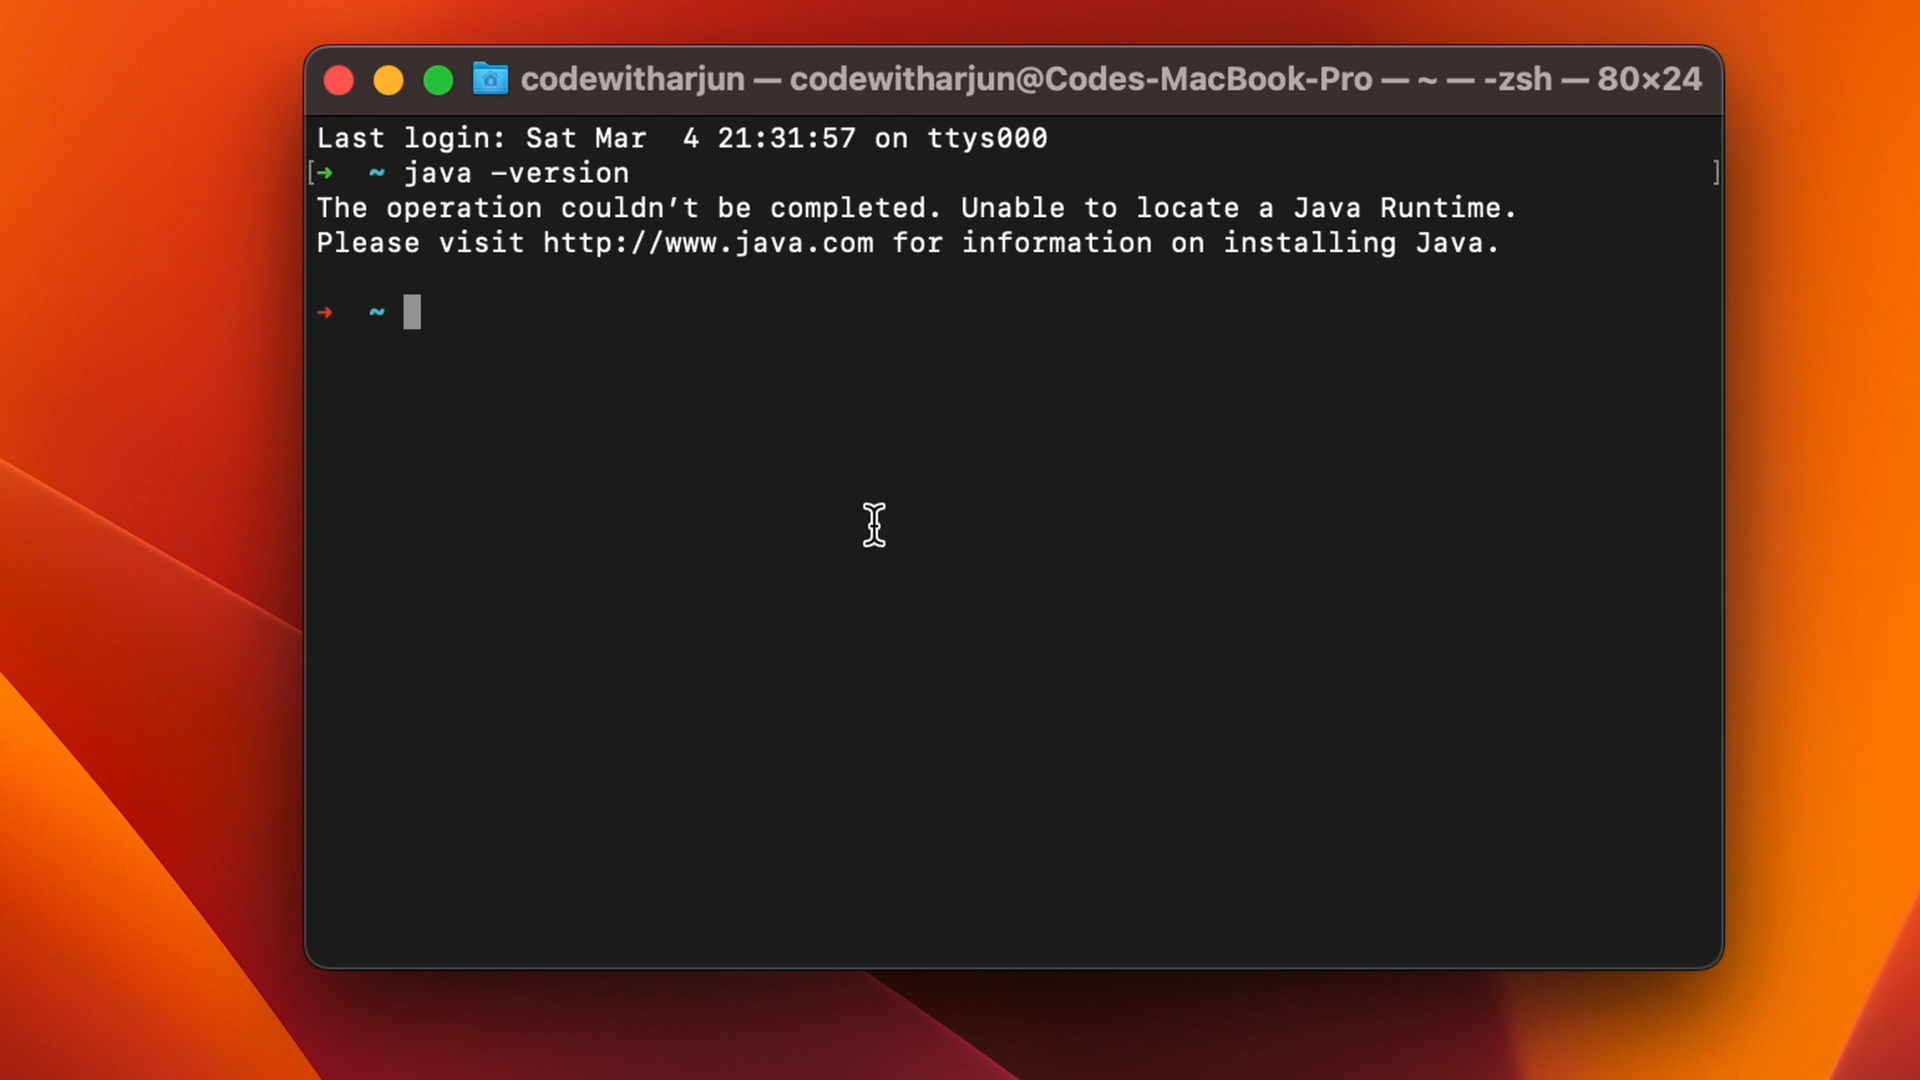 codewitharjun — codewitharjun@Codes-MacBook-Pro — ~ — -zsh — 80×24
Last login: Sat Mar  4 21:31:57 on ttys000
[➜  ~ java -version ]
The operation couldn’t be completed. Unable to locate a Java Runtime.
Please visit http://www.java.com for information on installing Java.
➜  ~